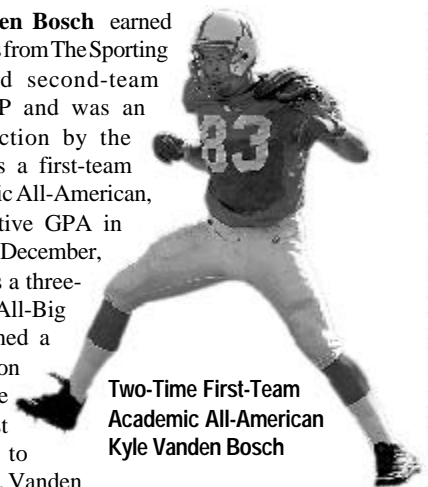 en Bosch earned
s from The Sporting
d second-team
P and was an
ction by the
s a first-team
ic All-American,
tive GPA in
December,
s a three-
All-Big
ned a
on
e
st
to
Vanden
83
Two-Time First-Team
Academic All-American
Kyle Vanden Bosch